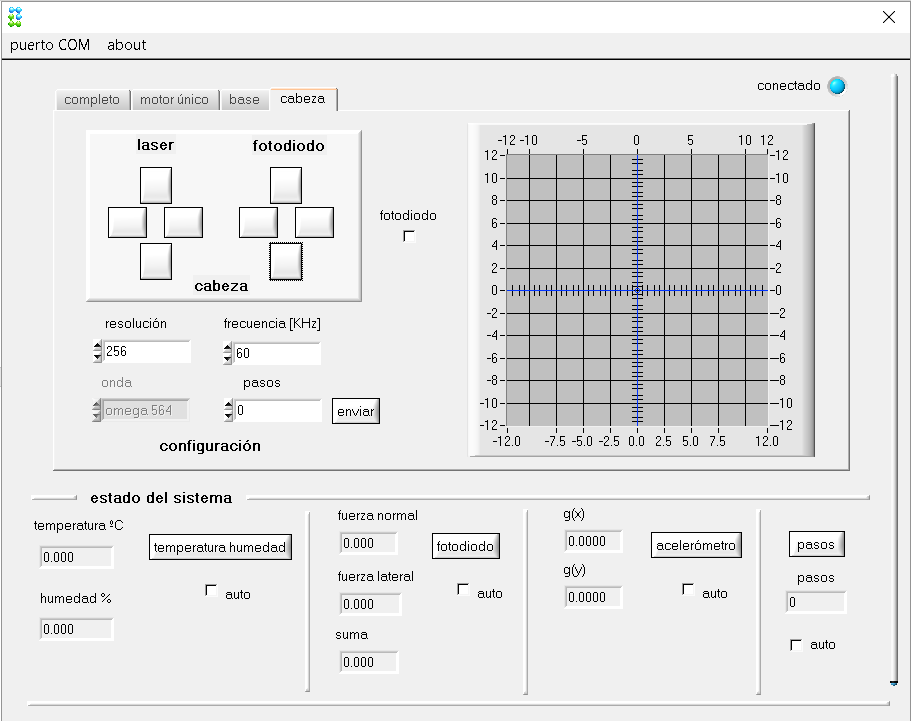 puerto COM about
conectado
completo motor único base cabeza
laser fotodiodo
cabeza
fotodiodo
-12 -10 -5 0 5 10 12
12 -12
10 -10
8 -8
6 -6
4 -4
2 -2
0 -0
-2 -2
-4 -4
-6 -6
-8 -8
-10 -10
-12 -12
-12.0 -7.5 -5.0 -2.5 0.0 2.5 5.0 7.5 12.0
resolución frecuencia [KHz]
256 60
onda pasos
omega 564 0 enviar
configuración
estado del sistema
temperatura ºC
0.000
temperatura humedad
auto
humedad %
0.000
fuerza normal
0.000
fotodiodo
fuerza lateral
auto
0.000
suma
0.000
g(x)
0.0000
acelerómetro
g(y)
auto
0.0000
pasos
pasos
0
auto